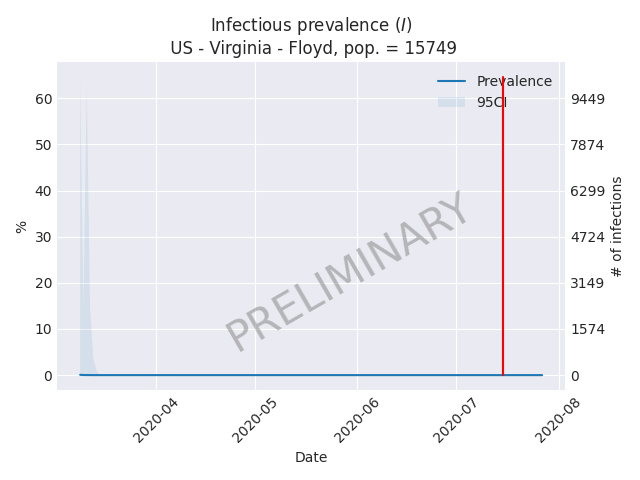 Infectious prevalence (I)
US - Virginia - Floyd, pop. = 15749
Prevalence
95CI
60
50
40
30
20
10
0
%
9449
7874
6299
4724
3149
1574
0
# of infections
PRELIMINARY
2020-04
2020-05
2020-06
2020-07
2020-08
Date